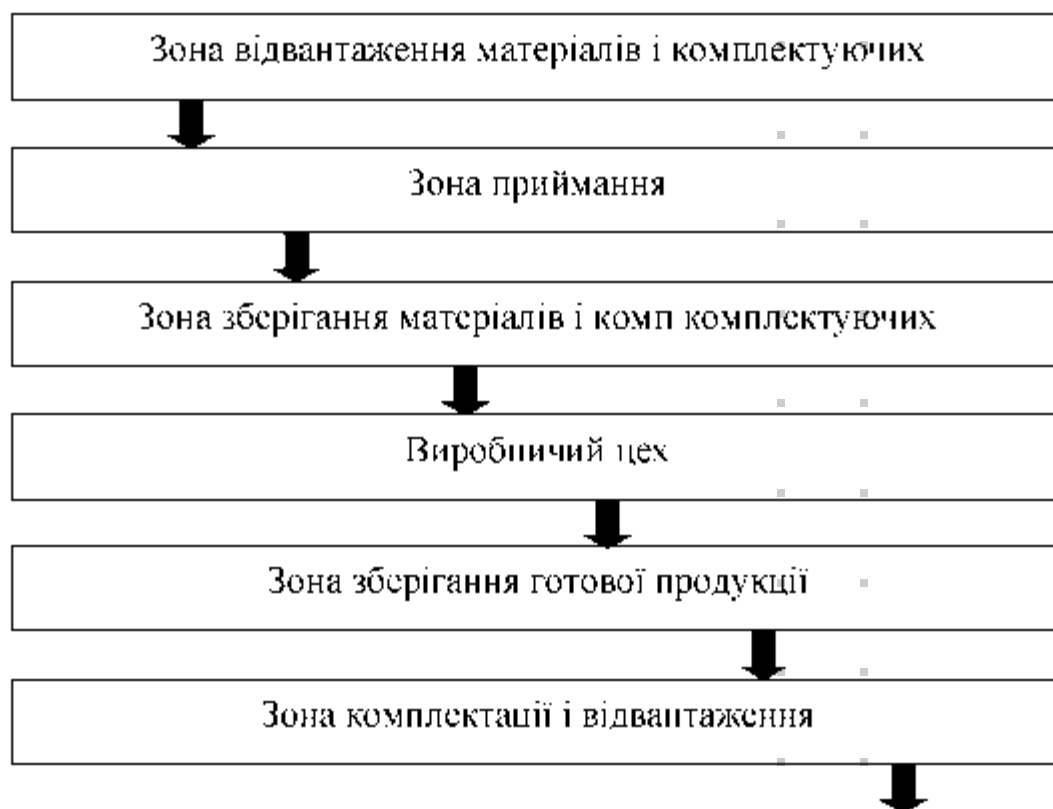 Зона відвантаження матеріалів і комплектуючих
Зона приймання
Зона зберігання матеріалів і комп комплектуючих
Виробничий цех
Зона зберігання готової продукції
Зона комплектації і відвантаження